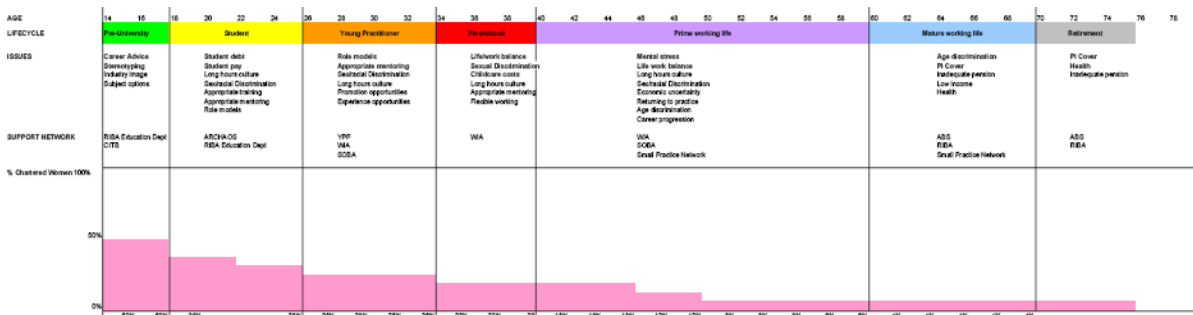 AGE 14 16 18 20 22 24 26 28 30 32 34 36 38 40 42 44 46 48 50 52 54 56 58 60 62 64 66 68 70 72 74 76 78
LIFECYCLE Pre-University Student Young Practitioner Parenthood Prime working life Mature working life Retirement
ISSUES Career Advice Student debt Role models Life/work balance Mental stress Age discrimination PI Cover
Stereotyping Student pay Appropriate mentoring Sexual Discrimination Life work balance PI Cover Health
Industry image Long hours culture Sex/racial Discrimination Childcare costs Long hours culture Inadequate pension Inadequate pension
Subject options Sex/racial Discrimination Long hours culture Long hours culture Sex/racial Discrimination Low income
Appropriate training Promotion opportunities Appropriate mentoring Economic uncertainty Health
Appropriate mentoring Experience opportunities Flexible working Returning to practice
Role models Age discrimination
Career progression
SUPPORT NETWORK RIBA Education Dept ARCHAOS YPP WIA WIA ABS ABS
CITB RIBA Education Dept WIA SOBA RIBA RIBA
SOBA Small Practice Network Small Practice Network
% Chartered Women 100%
50%
0%